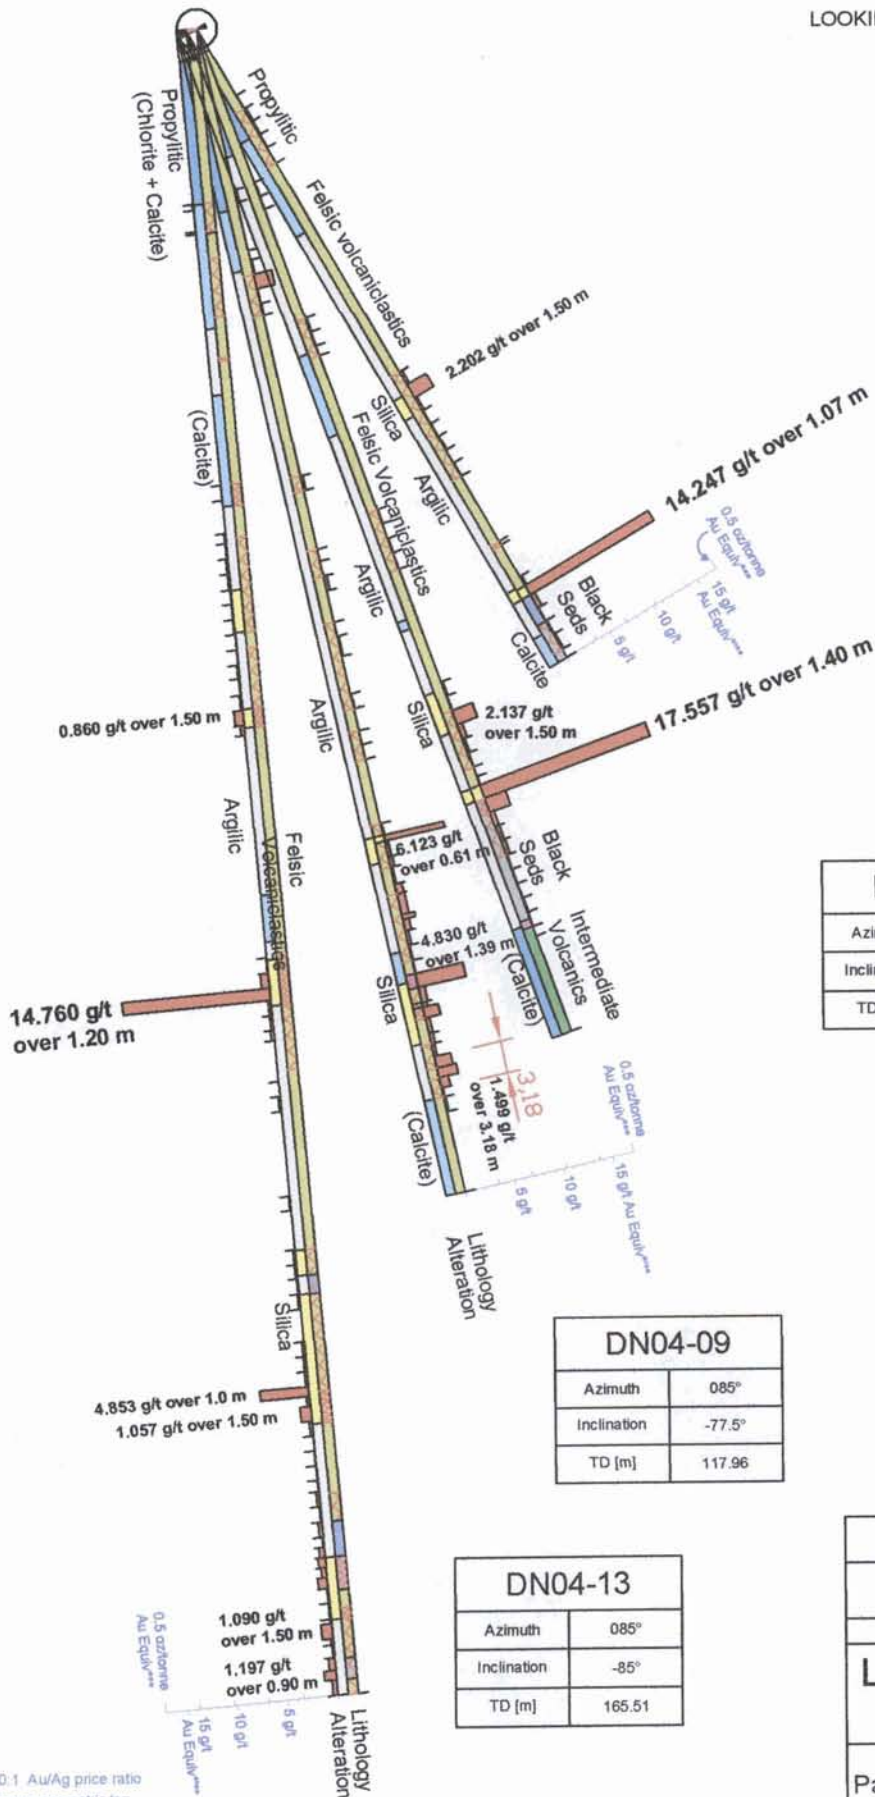 LOOKI
Propylitic
Propylitic
(Chlorite + Calcite)
Felsic volcaniclastics
2.202 g/t over 1.50 m
Silica
(Calcite)
Felsic Volcaniclastics
Argilic
14.247 g/t over 1.07 m
0.5 oz/tonne
Au Equiv***
15 g/t
Au Equiv***
10 g/t
5 g/t
Argilic
Black
Seds
Calcite
17.557 g/t over 1.40 m
2.137 g/t
over 1.50 m
Silica
Argilic
0.860 g/t over 1.50 m
Argilic
Felsic
Volcaniclastics
6.123 g/t
over 0.61 m
Black
Seds
Intermediate
Volcanics
(Calcite)
4.830 g/t
over 1.39 m
Silica
14.760 g/t
over 1.20 m
3,18
1.499 g/t
over 3.18 m
(Calcite)
0.5 oz/tonne
Au Equiv***
15 g/t Au Equiv***
10 g/t
5 g/t
Lithology
Alteration
Silica
DN04-09
Azimuth 085°
Inclination -77.5°
TD [m] 117.96
4.853 g/t over 1.0 m
1.057 g/t over 1.50 m
DN04-13
Azimuth 085°
Inclination -85°
TD [m] 165.51
1.090 g/t
over 1.50 m
1.197 g/t
over 0.90 m
0.5 oz/tonne
Au Equiv***
15 g/t
Au Equiv***
10 g/t
5 g/t
Lithology
Alteration
Azi
Incli
TD
L
Pa
0:1 Au/Ag price ratio